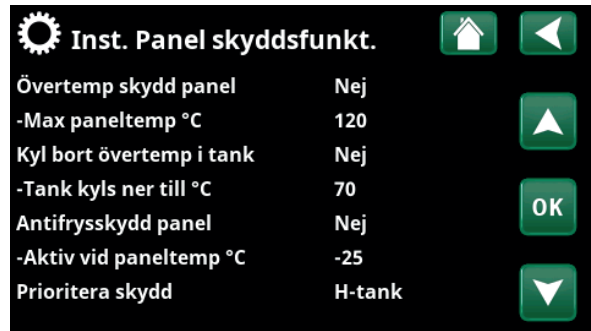 Inst. Panel skyddsfunkt.
Övertemp skydd panel Nej
-Max paneltemp °C 120
Kyl bort övertemp i tank Nej
-Tank kyls ner till °C 70
OK
Antifrysskydd panel Nej
-Aktiv vid paneltemp °C -25
Prioritera skydd H-tank